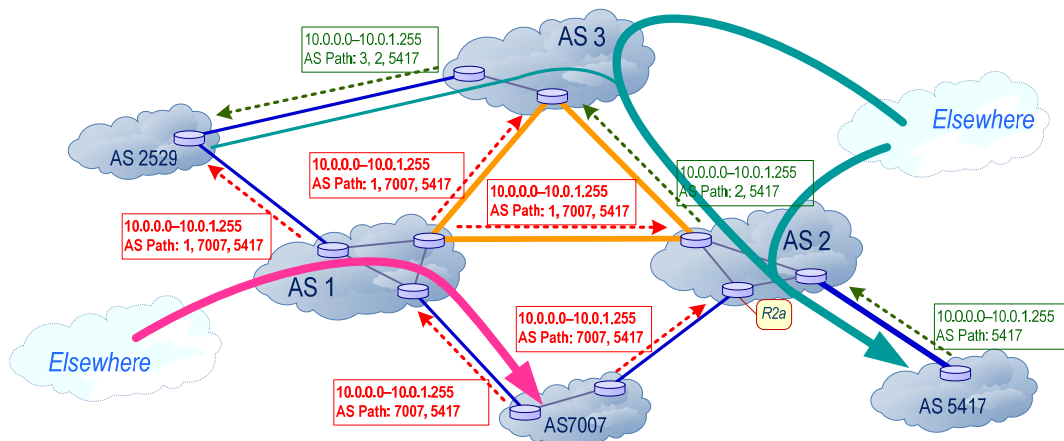 10.0.0.0–10.0.1.255
AS Path: 3, 2, 5417
AS 3
Elsewhere
AS 2529
10.0.0.0–10.0.1.255
AS Path: 1, 7007, 5417
10.0.0.0–10.0.1.255
AS Path: 2, 5417
10.0.0.0–10.0.1.255
AS Path: 1, 7007, 5417
10.0.0.0–10.0.1.255
AS Path: 1, 7007, 5417
AS 2
AS 1
R2a
10.0.0.0–10.0.1.255
AS Path: 7007, 5417
10.0.0.0–10.0.1.255
AS Path: 5417
Elsewhere
10.0.0.0–10.0.1.255
AS Path: 7007, 5417
AS7007
AS 5417